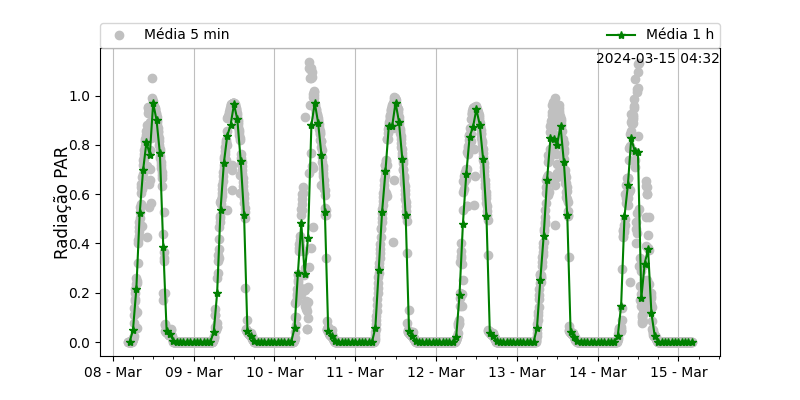 Média 5 min
Média 1 h
2024-03-15 04:32
Radiação PAR
1.0
0.8
0.6
0.4
0.2
0.0
08 - Mar
09 - Mar
10 - Mar
11 - Mar
12 - Mar
13 - Mar
14 - Mar
15 - Mar